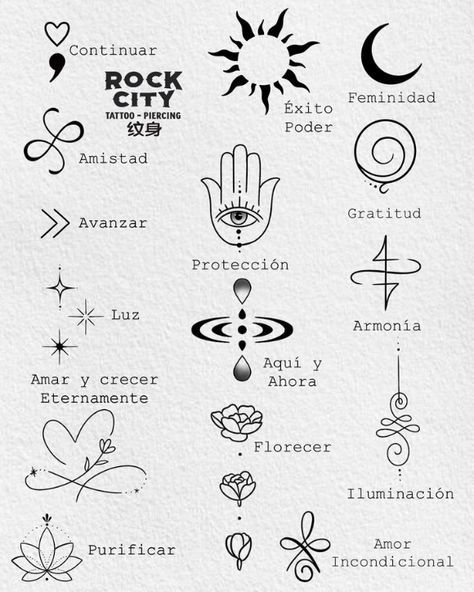 Continuar
ROCK
CITY
TATTOO - PIERCING
纹身
Éxito
Poder
Feminidad
Amistad
Avanzar
Protección
Gratitud
Luz
Armonía
Aquí y
Ahora
Amar y crecer
Eternamente
Florecer
Iluminación
Purificar
Amor
Incondicional